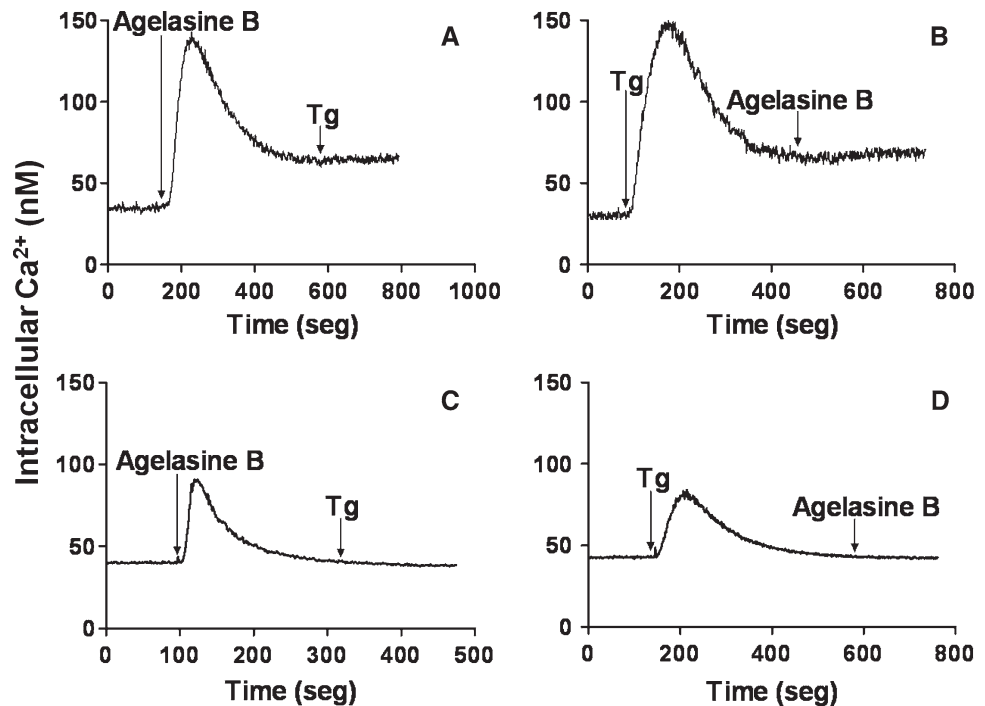 Intracellular Ca2+ (nM)
A
150
100
50
0
Agelasine B
Tg
0 200 400 600 800 1000
Time (seg)
B
150
100
50
0
Tg
Agelasine B
0 200 400 600 800
Time (seg)
C
150
100
50
0
Agelasine B
Tg
0 100 200 300 400 500
Time (seg)
D
150
100
50
0
Tg
Agelasine B
0 200 400 600 800
Time (seg)